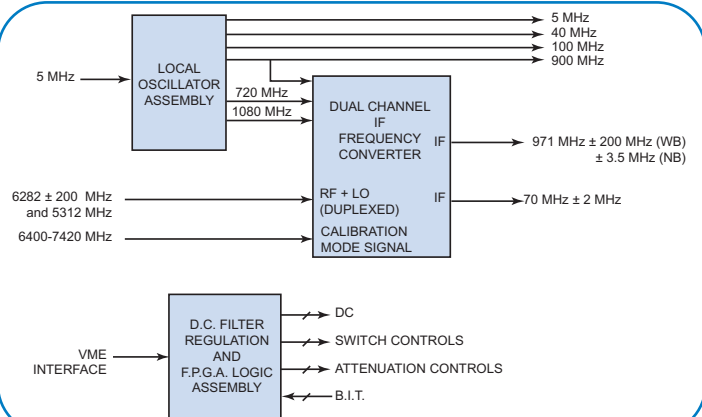 5 MHz
40 MHz
100 MHz
900 MHz
5 MHz
LOCAL
OSCILLATOR
ASSEMBLY
720 MHz
1080 MHz
DUAL CHANNEL
IF
FREQUENCY
CONVERTER
IF
971 MHz ± 200 MHz (WB)
± 3.5 MHz (NB)
6282 ± 200 MHz
and 5312 MHz
RF + LO
(DUPLEXED)
IF
70 MHz ± 2 MHz
6400-7420 MHz
CALIBRATION
MODE SIGNAL
VME
INTERFACE
D.C. FILTER
REGULATION
AND
F.P.G.A. LOGIC
ASSEMBLY
DC
SWITCH CONTROLS
ATTENUATION CONTROLS
B.I.T.